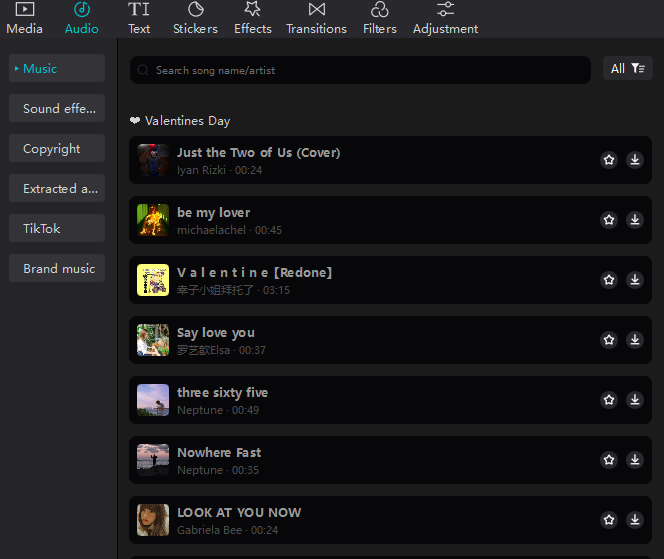 Media Audio Text Stickers Effects Transitions Filters Adjustment
Music
Sound effe...
Copyright
Extracted a...
TikTok
Brand music
Search song name/artist
All
❤ Valentines Day
Just the Two of Us (Cover)
Iyan Rizki · 00:24
be my lover
michaelachel · 00:45
V a l e n t i n e【Redone】
幸子小姐拜托了 · 03:15
Say love you
罗艺歆Elsa · 00:37
three sixty five
Neptune · 00:49
Nowhere Fast
Neptune · 00:35
LOOK AT YOU NOW
Gabriela Bee · 00:24